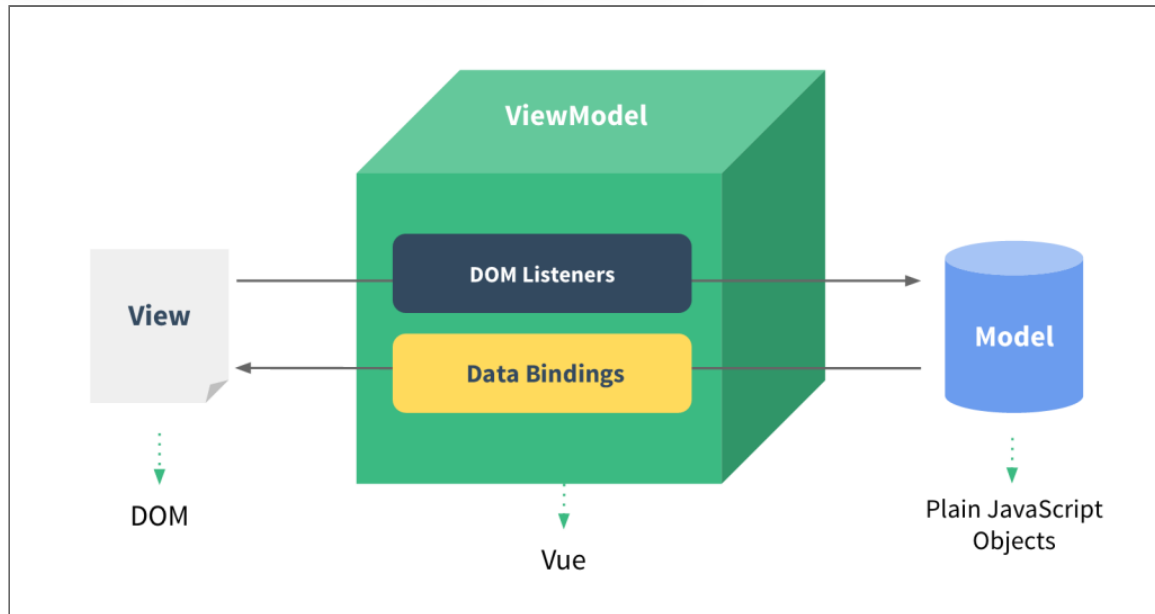 ViewModel
DOM Listeners
View
Model
Data Bindings
DOM
Vue
Plain JavaScript
Objects